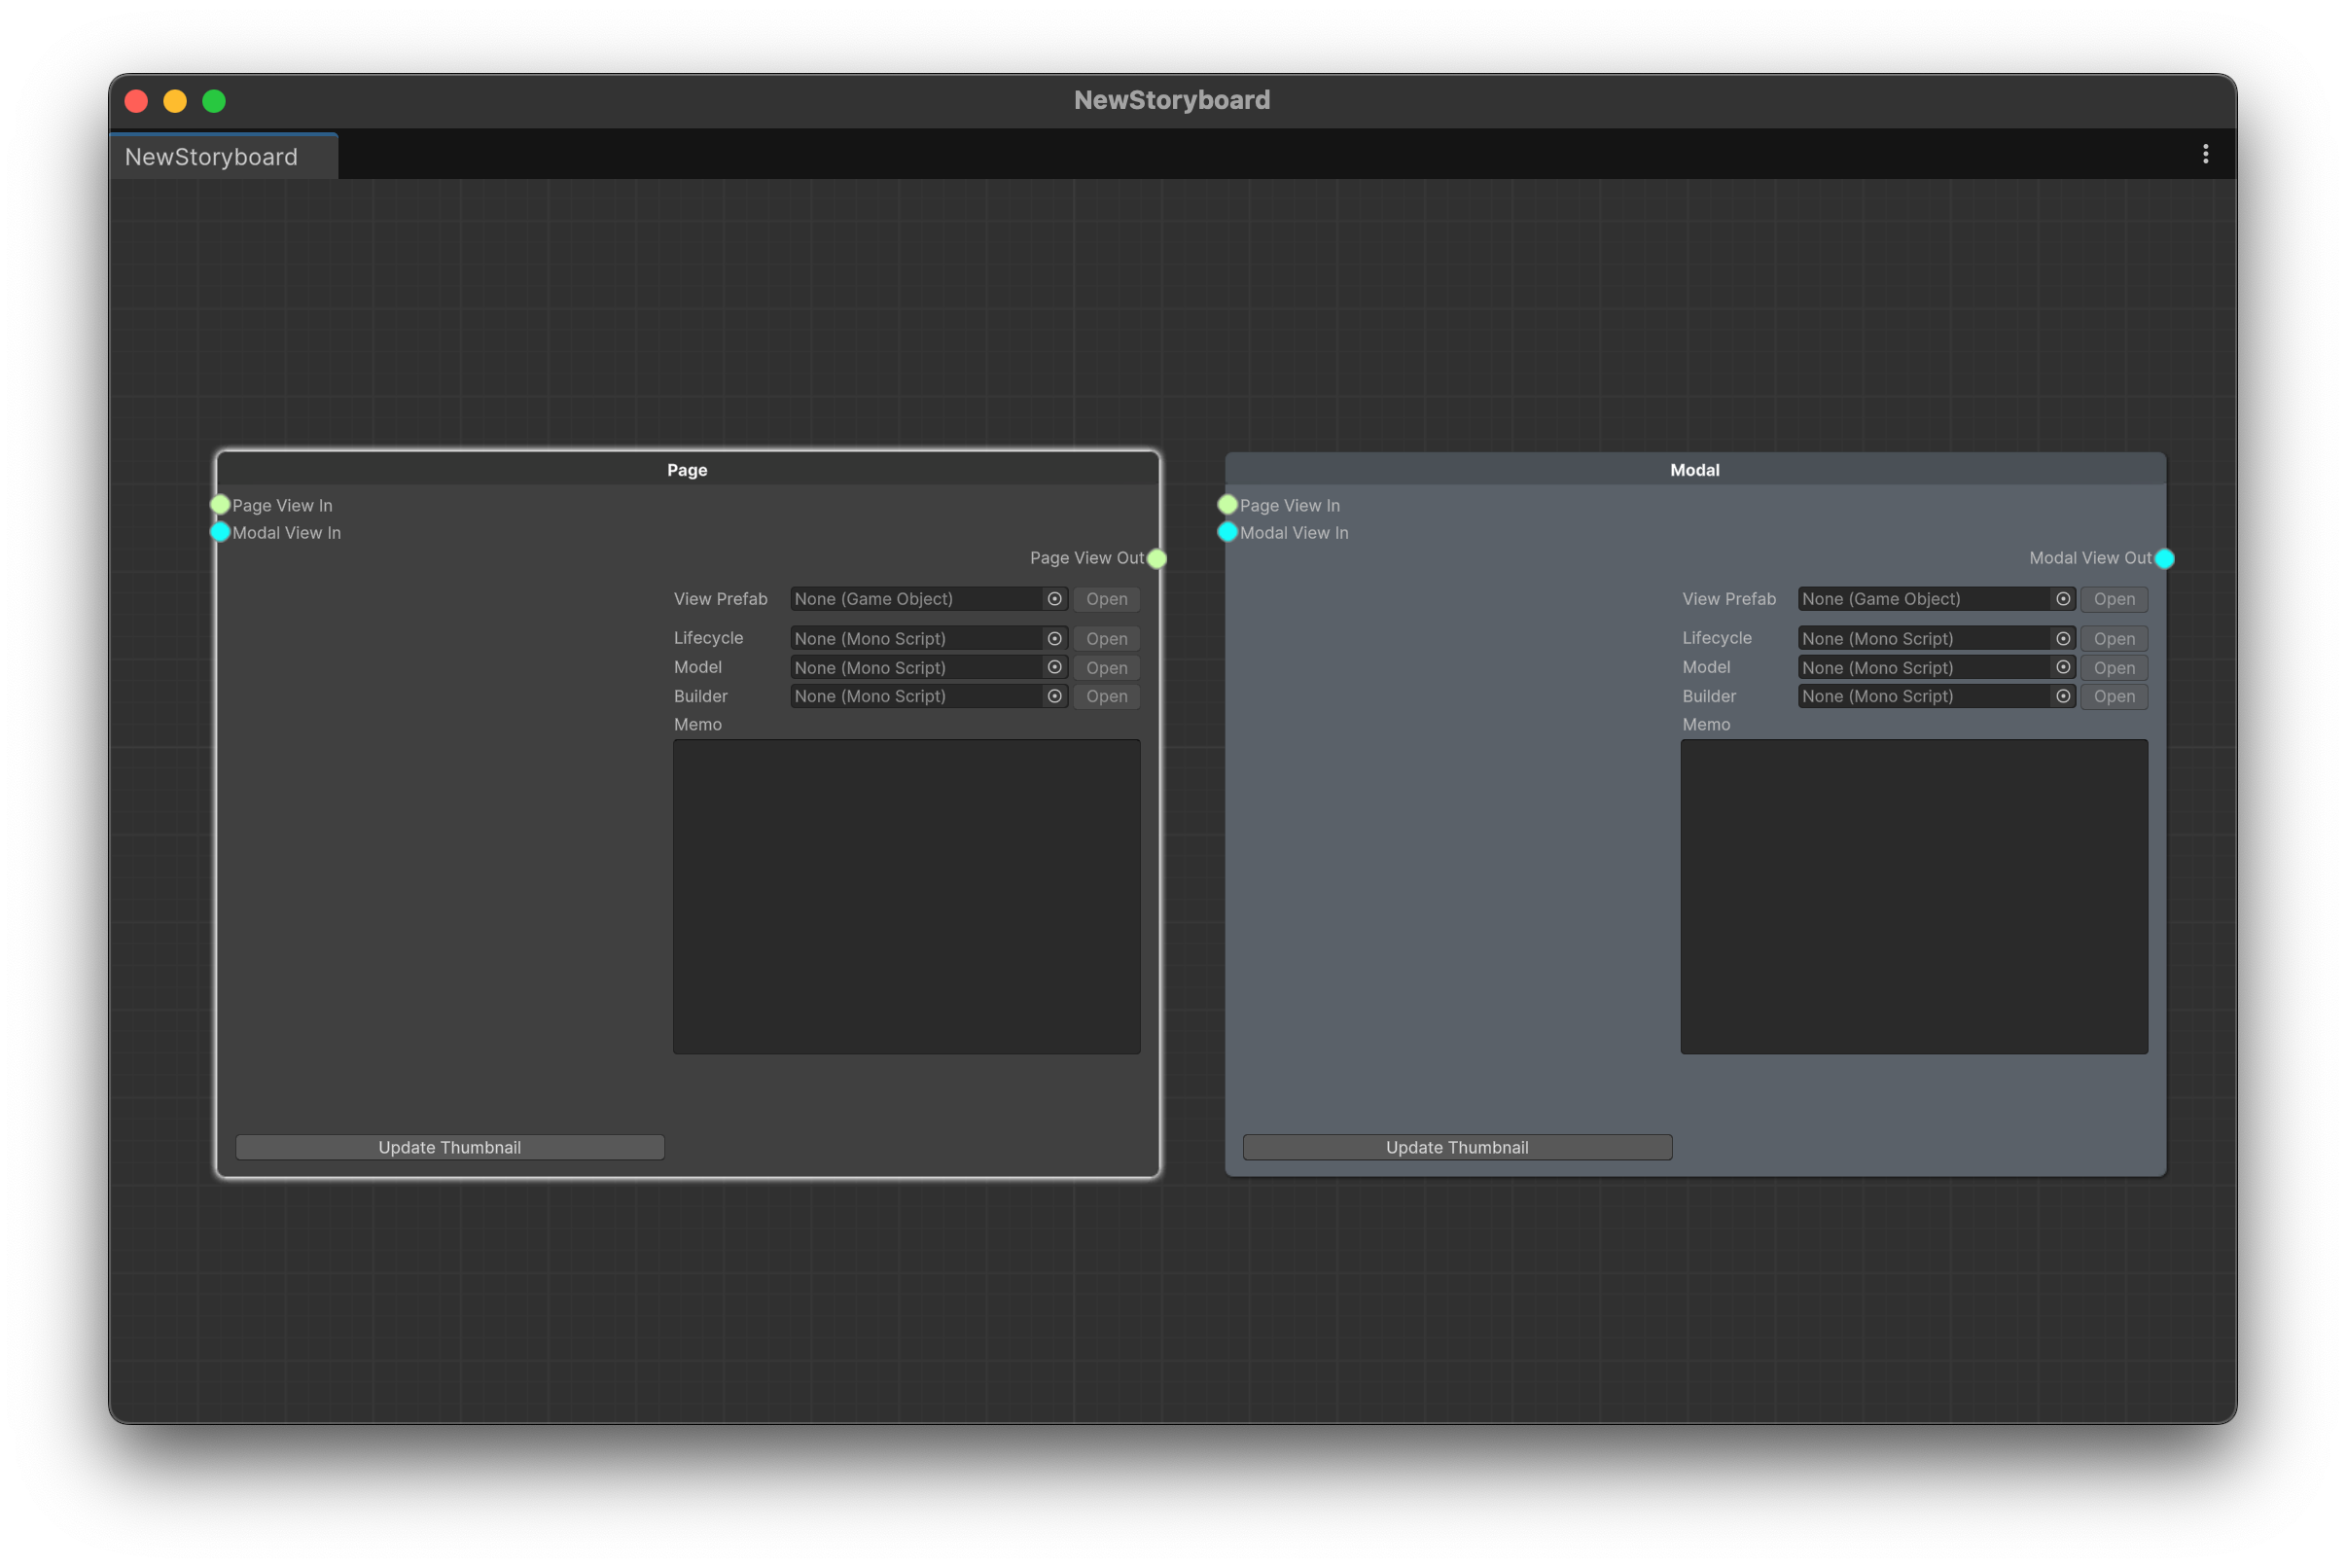 NewStoryboard
NewStoryboard
Page
Page View In
Modal View In
Page View Out
View Prefab None (Game Object) Open
Lifecycle None (Mono Script) Open
Model None (Mono Script) Open
Builder None (Mono Script) Open
Memo
Update Thumbnail
Modal
Page View In
Modal View In
Modal View Out
View Prefab None (Game Object) Open
Lifecycle None (Mono Script) Open
Model None (Mono Script) Open
Builder None (Mono Script) Open
Memo
Update Thumbnail